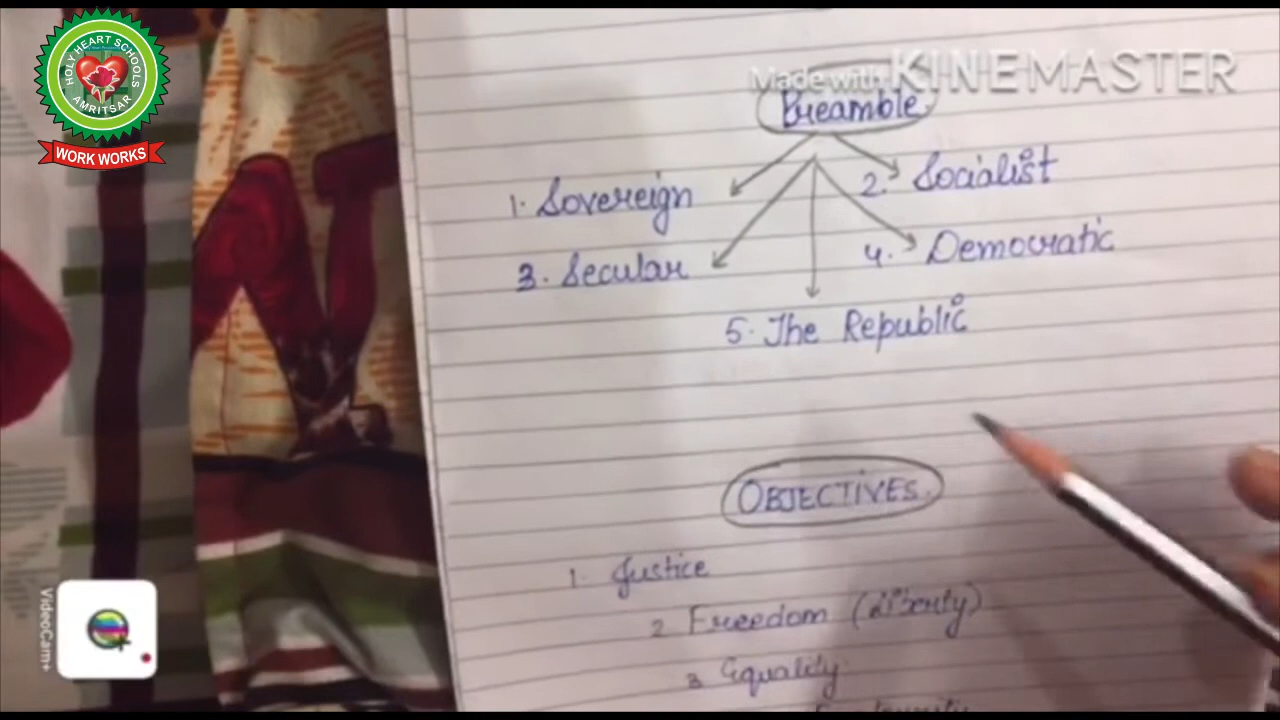 HOLY HEART SCHOOLS
AMRITSAR
WORK WORKS
Made with KINEMASTER
Preamble
1. Sovereign
2. Socialist
3. Secular
4. Democratic
5. The Republic
OBJECTIVES.
1. Justice
2. Freedom (Liberty)
3. Equality
VideoCam+